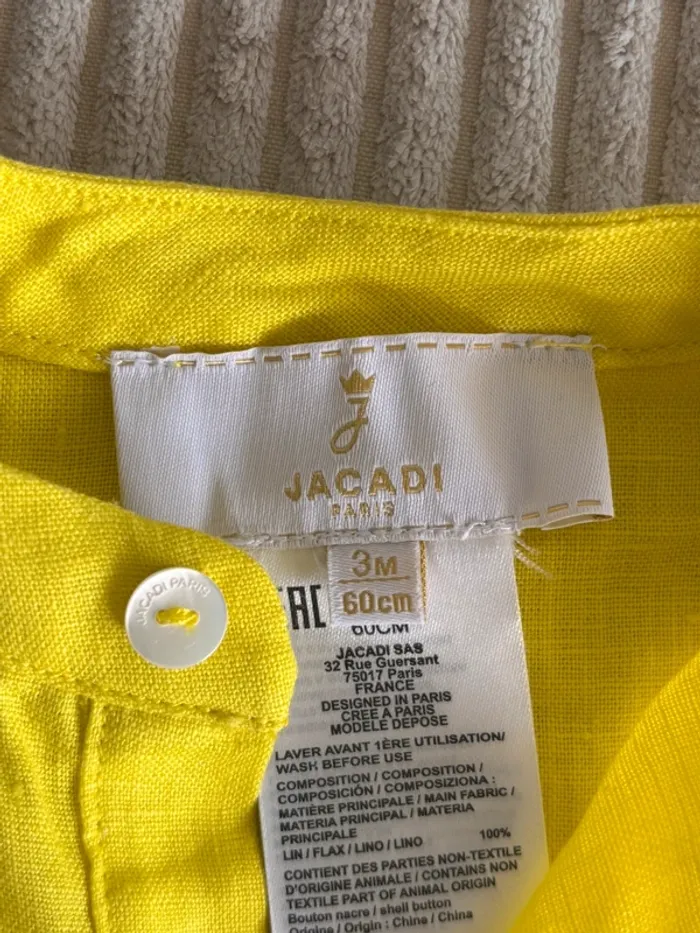 J
JACADI
PARIS
3M
60cm
JACADI PARIS
EAC
60CM
JACADI SAS
32 Rue Guersant
75017 Paris
FRANCE
DESIGNED IN PARIS
CREE A PARIS
MODELE DEPOSE
LAVER AVANT 1ÈRE UTILISATION/
WASH BEFORE USE
COMPOSITION / COMPOSITION /
COMPOSICIÓN / COMPOSIZIONA :
MATIÈRE PRINCIPALE / MAIN FABRIC /
MATERIA PRINCIPAL / MATERIA
PRINCIPALE 100%
LIN / FLAX / LINO / LINO
CONTIENT DES PARTIES NON-TEXTILE
D'ORIGINE ANIMALE / CONTAINS NON
TEXTILE PART OF ANIMAL ORIGIN
Bouton nacre / shell button
Origine / Origin : Chine / China